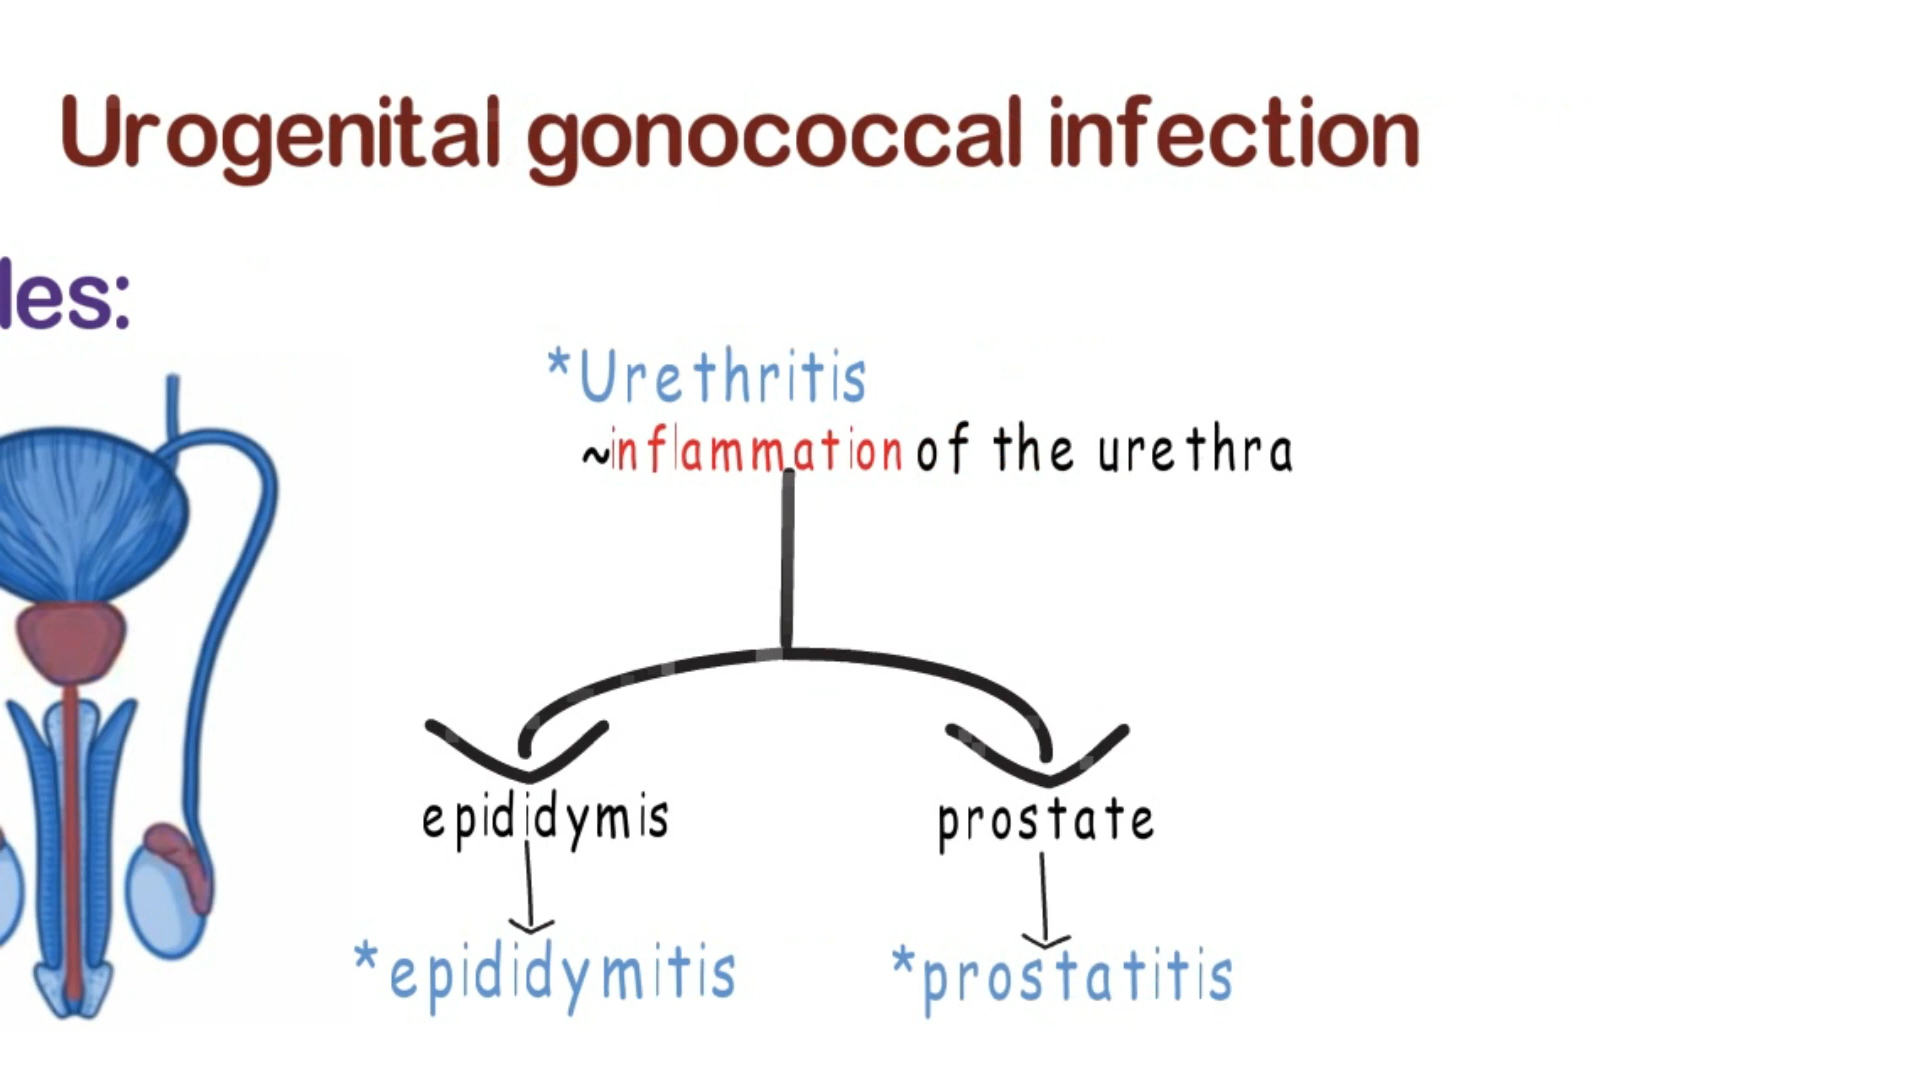 Urogenital gonococcal infection
les:
*Urethritis
~inflammation of the urethra
epididymis
prostate
*epididymitis
*prostatitis